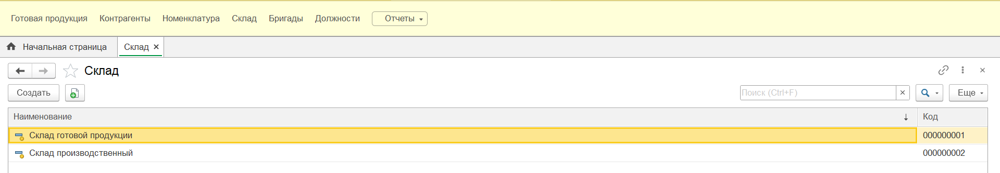 Готовая продукция Контрагенты Номенклатура Склад Бригады Должности Отчеты
Начальная страница Склад
Склад
Создать Поиск (Ctrl+F) Еще
Наименование Код
Склад готовой продукции 000000001
Склад производственный 000000002